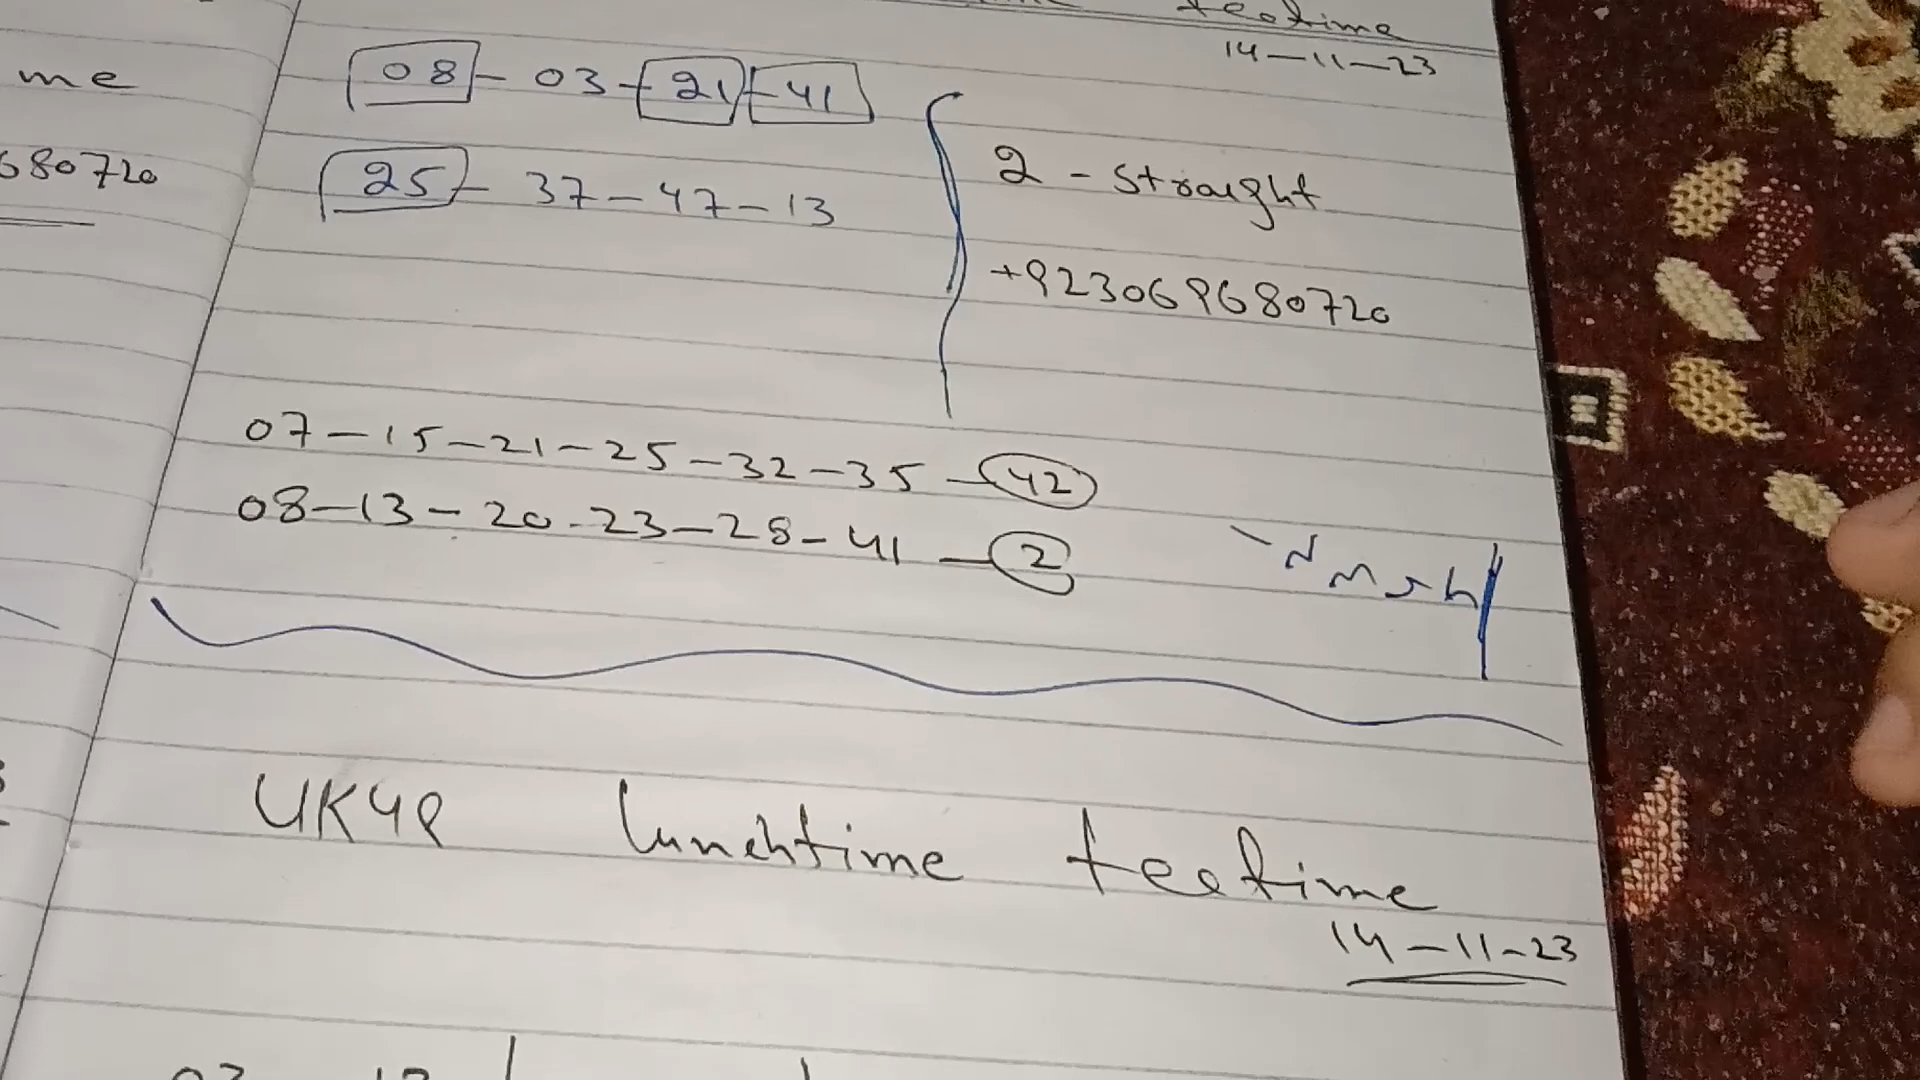 teatime
14-11-23
me
680720
08 - 03 - 21 - 41
25 - 37 - 47 - 13
2 - Straight
+923069680720
07-15-21-25-32-35-42
08-13-20-23-28-41-2
UK49 lunchtime teatime
14-11-23